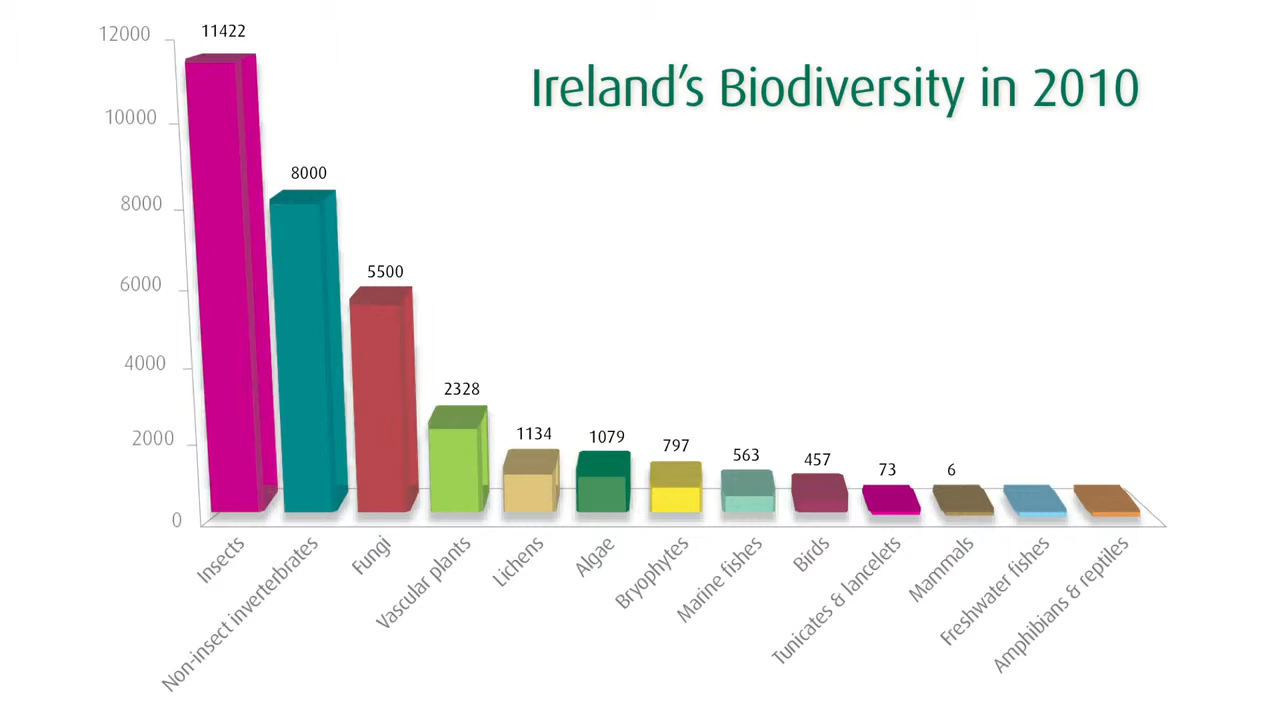 Ireland's Biodiversity in 2010
12000
10000
8000
6000
4000
2000
0
11422
8000
5500
2328
1134
1079
797
563
457
73
6
Insects
Non-insect invertebrates
Fungi
Vascular plants
Lichens
Algae
Bryophytes
Marine fishes
Birds
Tunicates & lancelets
Mammals
Freshwater fishes
Amphibians & reptiles